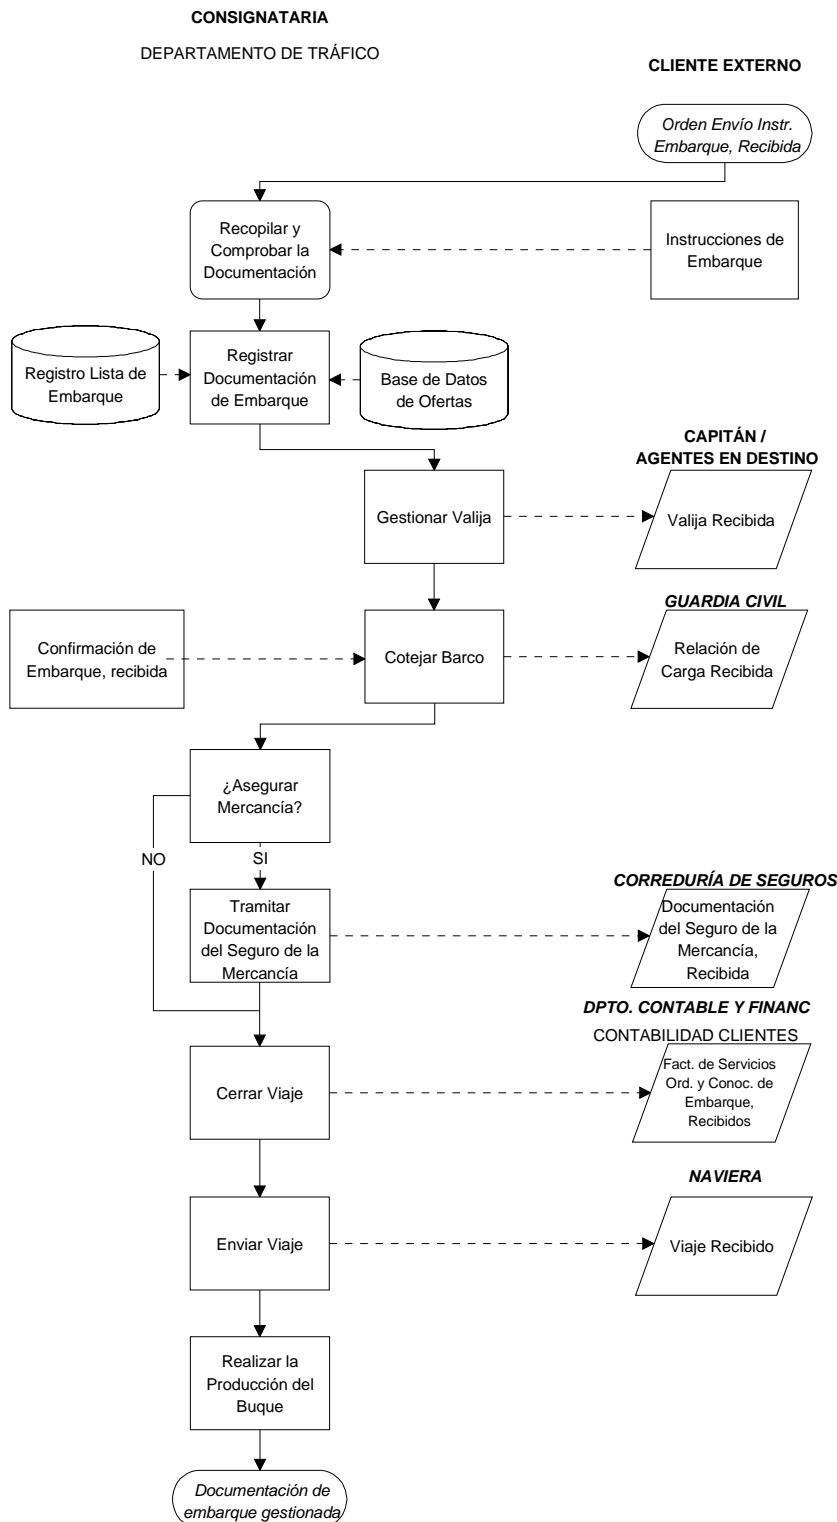 CONSIGNATARIA
DEPARTAMENTO DE TRÁFICO
CLIENTE EXTERNO
Orden Envío Instr.
Embarque, Recibida
Recopilar y
Comprobar la
Documentación
Instrucciones de
Embarque
Registro Lista de
Embarque
Registrar
Documentación
de Embarque
Base de Datos
de Ofertas
CAPITÁN /
AGENTES EN DESTINO
Gestionar Valija
Valija Recibida
GUARDIA CIVIL
Confirmación de
Embarque, recibida
Cotejar Barco
Relación de
Carga Recibida
¿Asegurar
Mercancía?
NO
SI
CORREDURÍA DE SEGUROS
Tramitar
Documentación
del Seguro de la
Mercancía
Documentación
del Seguro de la
Mercancía,
Recibida
DPTO. CONTABLE Y FINANC
CONTABILIDAD CLIENTES
Cerrar Viaje
Fact. de Servicios
Ord. y Conoc. de
Embarque,
Recibidos
NAVIERA
Enviar Viaje
Viaje Recibido
Realizar la
Producción del
Buque
Documentación de
embarque gestionada